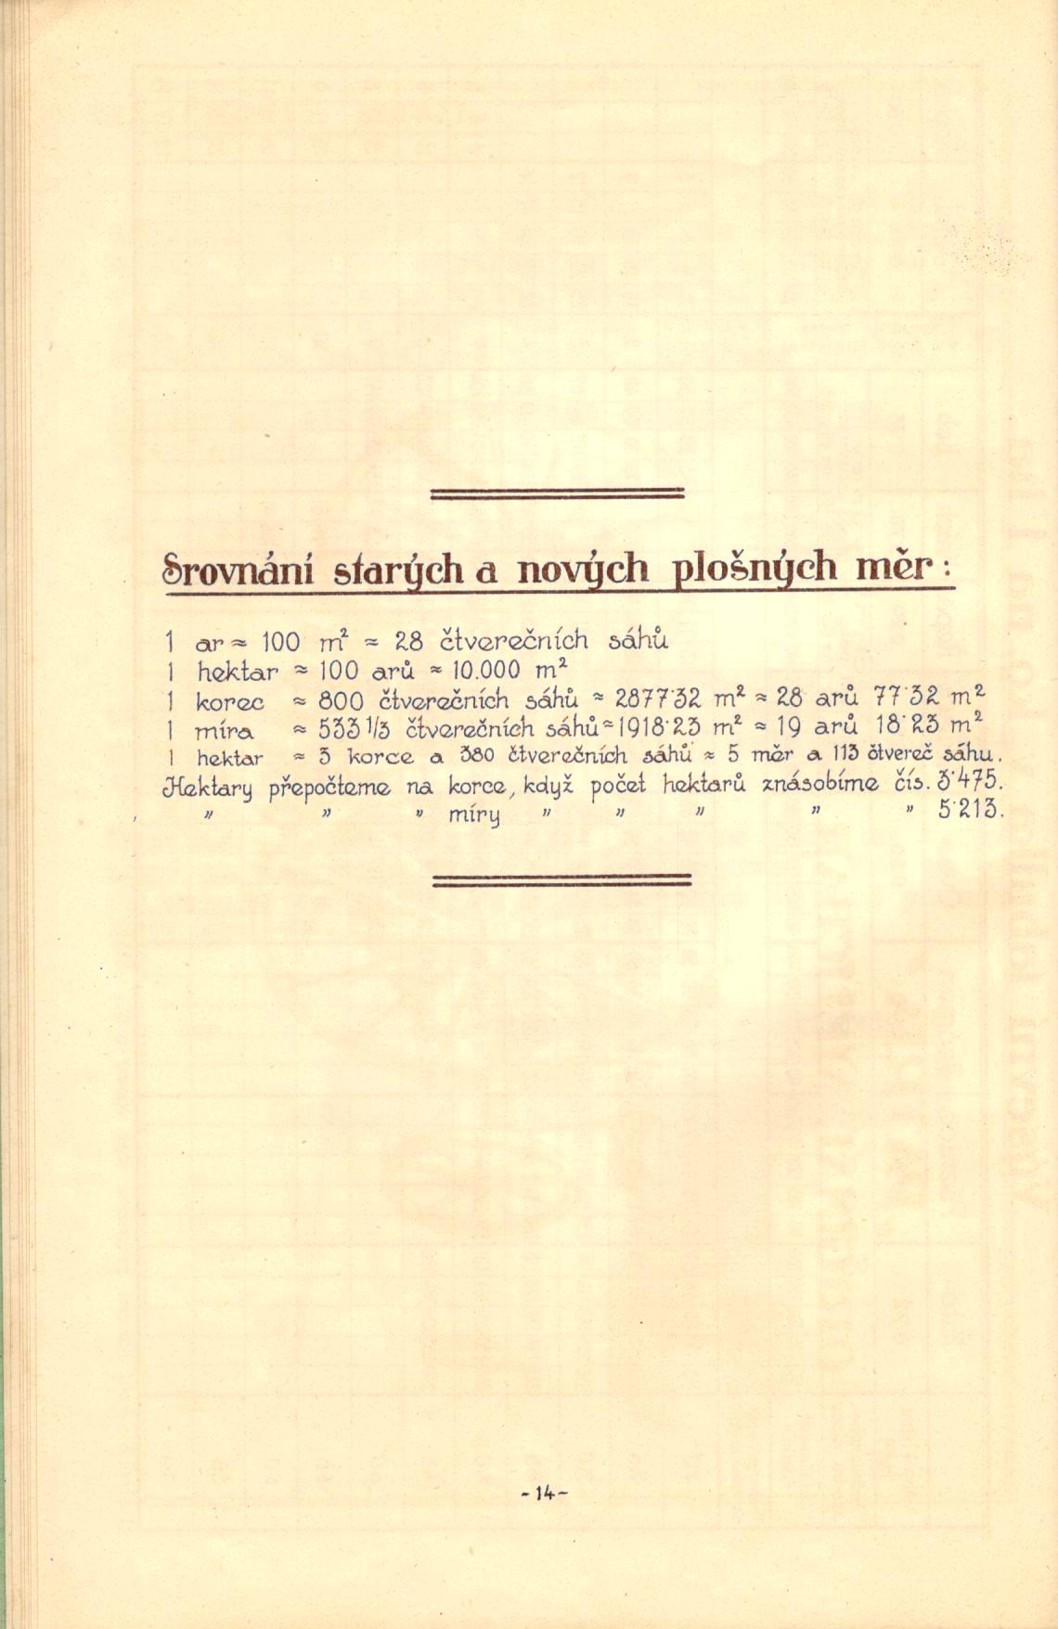 Srovnání starých a nových plošných měr:
1 ar = 100 m² = 28 čtverečních sáhů
1 hektar = 100 arů = 10.000 m²
1 korec = 800 čtverečních sáhů = 2877·32 m² = 28 arů 77·32 m²
1 míra = 533 1/3 čtverečních sáhů = 1918·23 m² = 19 arů 18·23 m²
1 hektar = 3 korce a 380 čtverečních sáhů = 5 měr a 113 čtvereč sáhu.
Hektary přepočteme na korce, když počet hektarů znásobíme čís. 3·475.
" " " míry " " " " " 5·213.
-14-